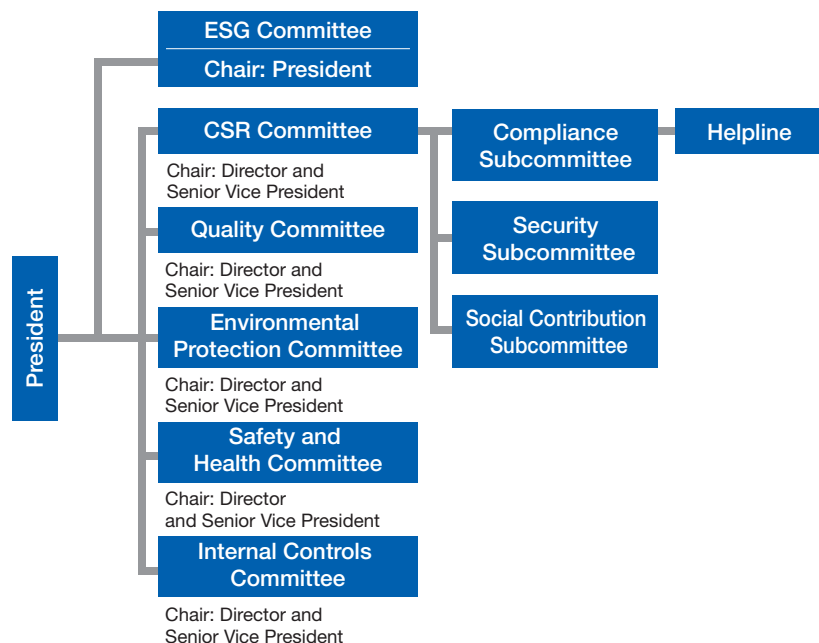 President
ESG Committee
Chair: President
CSR Committee
Chair: Director and
Senior Vice President
Quality Committee
Chair: Director and
Senior Vice President
Environmental
Protection Committee
Chair: Director and
Senior Vice President
Safety and
Health Committee
Chair: Director
and Senior Vice President
Internal Controls
Committee
Chair: Director and
Senior Vice President
Compliance
Subcommittee
Security
Subcommittee
Social Contribution
Subcommittee
Helpline